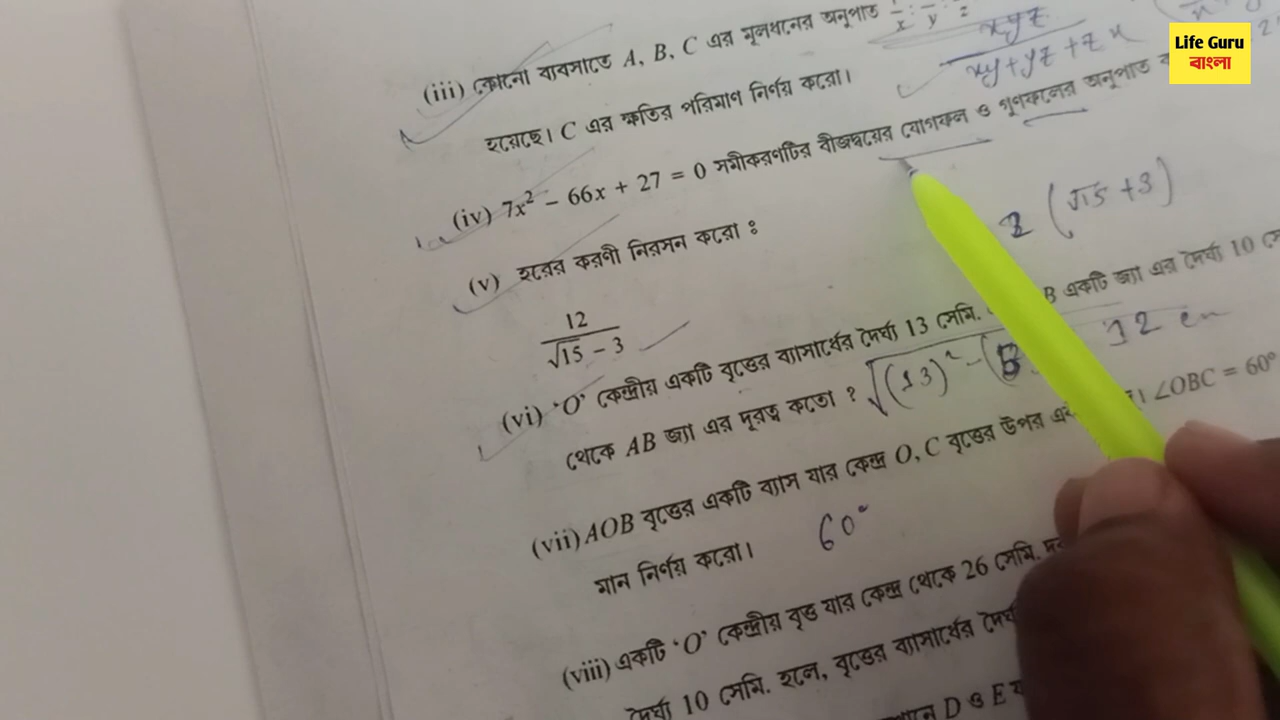 Life Guru
বাংলা
(iii) কোনো ব্যবসাতে A, B, C এর মূলধনের অনুপাত 1/x : 1/y :
xyz
xy+yz+zx
হয়েছে। C এর ক্ষতির পরিমাণ নির্ণয় করো।
(iv) 7x² − 66x + 27 = 0 সমীকরণটির বীজদ্বয়ের যোগফল ও গুণফলের অনুপাত
(v) হরের করণী নিরসন করো ঃ
2 (√15 +3)
12
√15 − 3
(vi) ‘O’ কেন্দ্রীয় একটি বৃত্তের ব্যাসার্ধের দৈর্ঘ্য 13 সেমি. B একটি জ্যা এর দৈর্ঘ্য 10
থেকে AB জ্যা এর দূরত্ব কতো ? √(13)² − (5 12 cm
(vii) AOB বৃত্তের একটি ব্যাস যার কেন্দ্র O, C বৃত্তের উপর ∠OBC = 60°
মান নির্ণয় করো। 60°
(viii) একটি ‘O’ কেন্দ্রীয় বৃত্ত যার কেন্দ্র থেকে 26 সেমি.
দৈর্ঘ্য 10 সেমি. হলে, বৃত্তের ব্যাসার্ধের দৈর্ঘ্য
D ও E